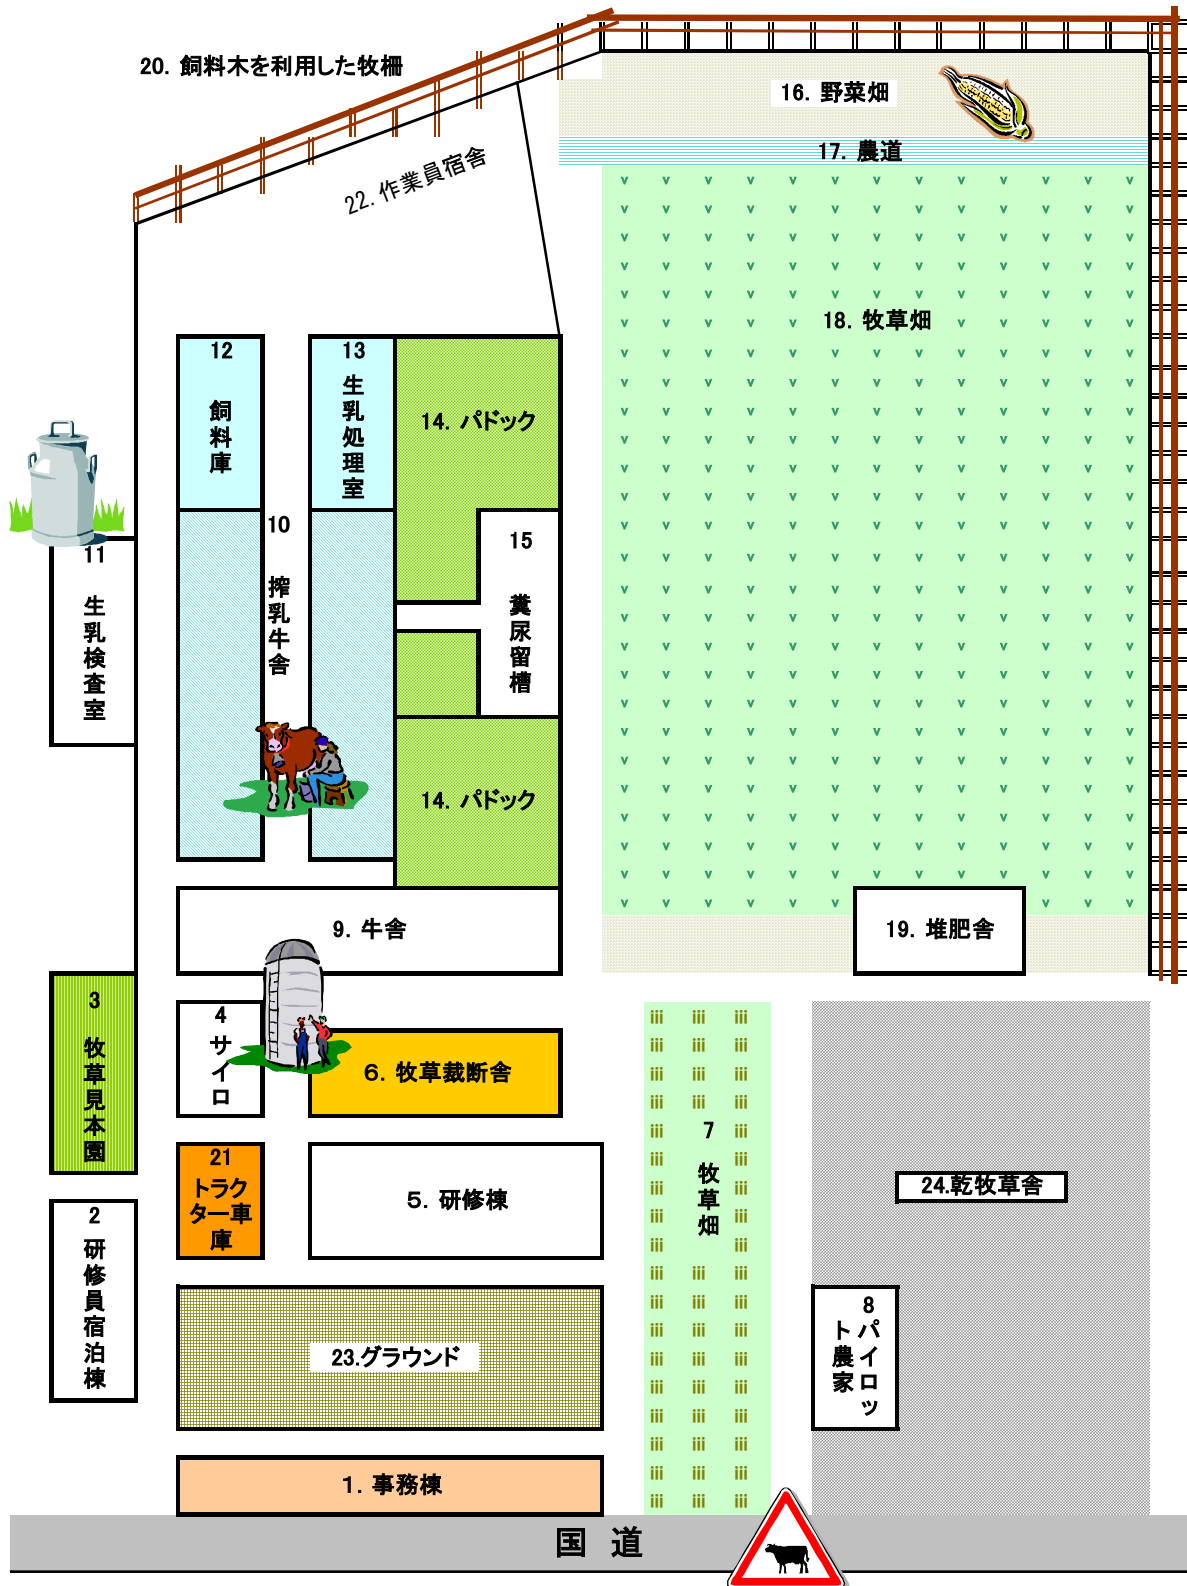 20. 飼料木を利用した牧柵
16. 野菜畑
17. 農道
22. 作業員宿舎
18. 牧草畑
12 飼料庫
13 生乳処理室
14. パドック
10 搾乳牛舎
15 糞尿留槽
11 生乳検査室
14. パドック
9. 牛舎
19. 堆肥舎
3 牧草見本園
4 サイロ
6. 牧草裁断舎
7 牧草畑
21
トラク
ター車
庫
5. 研修棟
24.乾牧草舎
2 研修員宿泊棟
23.グラウンド
8
パイロッ
ト農家
1. 事務棟
国 道